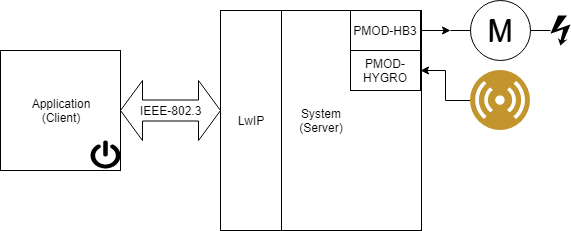 Application
(Client)
IEEE-802.3
LwIP
System
(Server)
PMOD-HB3
PMOD-
HYGRO
M